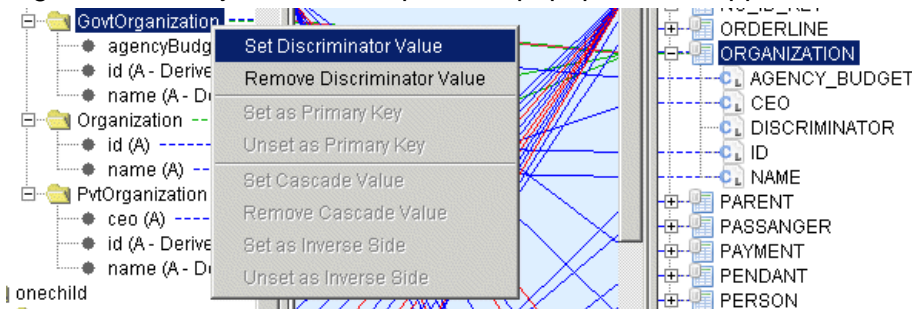 GovtOrganization
agencyBudg
id (A - Derive
name (A - D
Organization
id (A)
name (A)
PvtOrganization
ceo (A)
id (A - Derive
name (A - D
onechild
Set Discriminator Value
Remove Discriminator Value
Set as Primary Key
Unset as Primary Key
Set Cascade Value
Remove Cascade Value
Set as Inverse Side
Unset as Inverse Side
ORDERLINE
ORGANIZATION
AGENCY_BUDGET
CEO
DISCRIMINATOR
ID
NAME
PARENT
PASSANGER
PAYMENT
PENDANT
PERSON